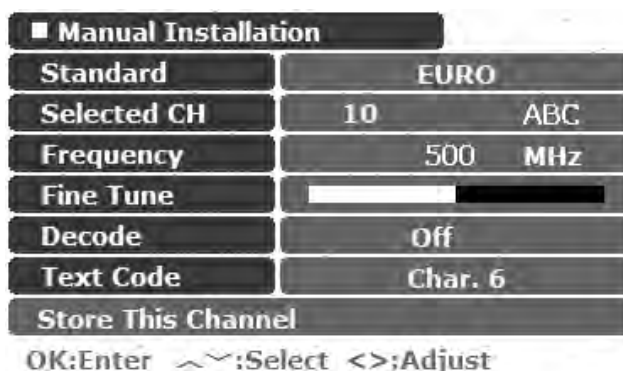 Manual Installation
Standard EURO
Selected CH 10 ABC
Frequency 500 MHz
Fine Tune
Decode Off
Text Code Char. 6
Store This Channel
OK:Enter ︿﹀:Select <>:Adjust